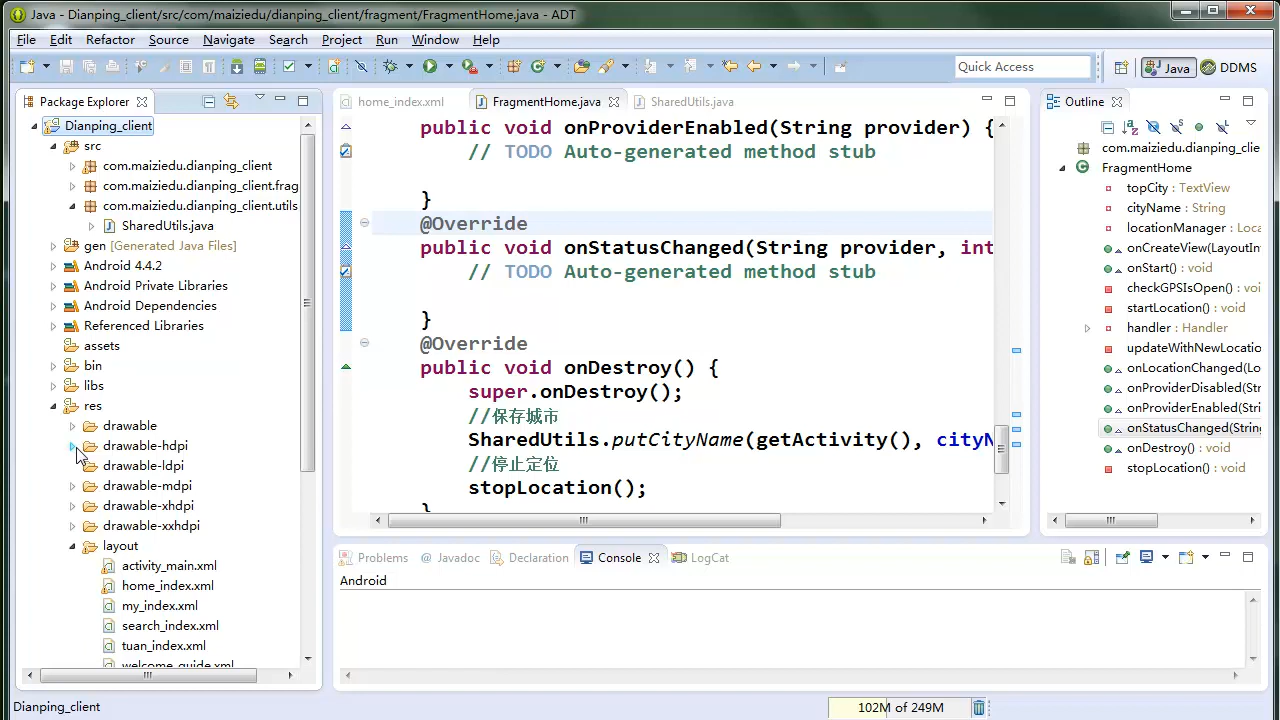 Java - Dianping_client/src/com/maiziedu/dianping_client/fragment/FragmentHome.java - ADT
File Edit Refactor Source Navigate Search Project Run Window Help
Quick Access
Java
DDMS
Package Explorer
Dianping_client
src
com.maiziedu.dianping_client
com.maiziedu.dianping_client.frag
com.maiziedu.dianping_client.utils
SharedUtils.java
gen [Generated Java Files]
Android 4.4.2
Android Private Libraries
Android Dependencies
Referenced Libraries
assets
bin
libs
res
drawable
drawable-hdpi
drawable-ldpi
drawable-mdpi
drawable-xhdpi
drawable-xxhdpi
layout
activity_main.xml
home_index.xml
my_index.xml
search_index.xml
tuan_index.xml
welcome_guide.xml
home_index.xml
FragmentHome.java
SharedUtils.java
public void onProviderEnabled(String provider) {
// TODO Auto-generated method stub
}
@Override
public void onStatusChanged(String provider, int
// TODO Auto-generated method stub
}
@Override
public void onDestroy() {
super.onDestroy();
//保存城市
SharedUtils.putCityName(getActivity(), cityN
//停止定位
stopLocation();
}
Outline
com.maiziedu.dianping_clie
FragmentHome
topCity : TextView
cityName : String
locationManager : Loca
onCreateView(LayoutIn
onStart() : void
checkGPSIsOpen() : voi
startLocation() : void
handler : Handler
updateWithNewLocatio
onLocationChanged(Lo
onProviderDisabled(Str
onProviderEnabled(Stri
onStatusChanged(String
onDestroy() : void
stopLocation() : void
Problems
@ Javadoc
Declaration
Console
LogCat
Android
Dianping_client
102M of 249M